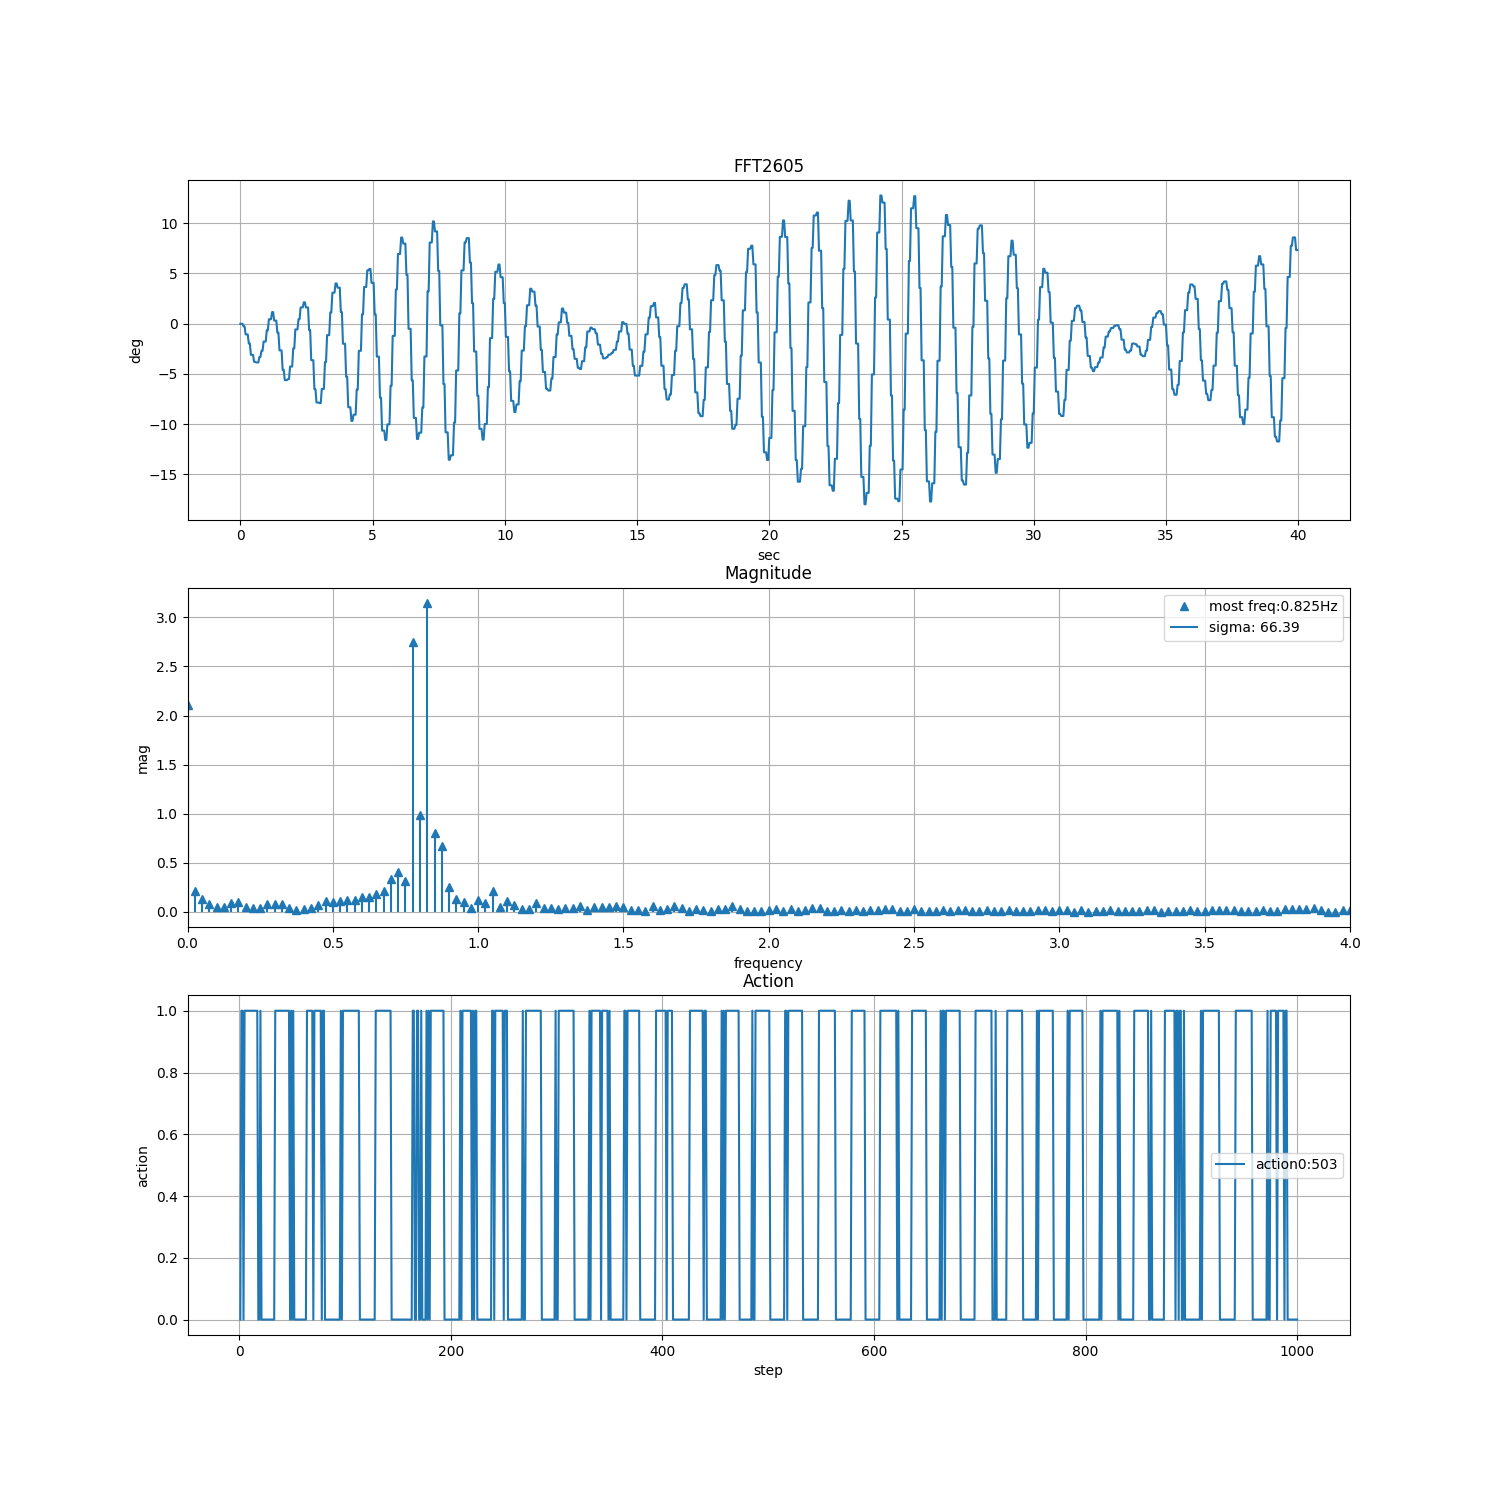 FFT2605
10
5
0
−5
−10
−15
deg
0 5 10 15 20 25 30 35 40
sec
Magnitude
most freq:0.825Hz
sigma: 66.39
3.0
2.5
2.0
1.5
1.0
0.5
0.0
mag
0.0 0.5 1.0 1.5 2.0 2.5 3.0 3.5 4.0
frequency
Action
1.0
0.8
0.6
0.4
0.2
0.0
action
action0:503
0 200 400 600 800 1000
step